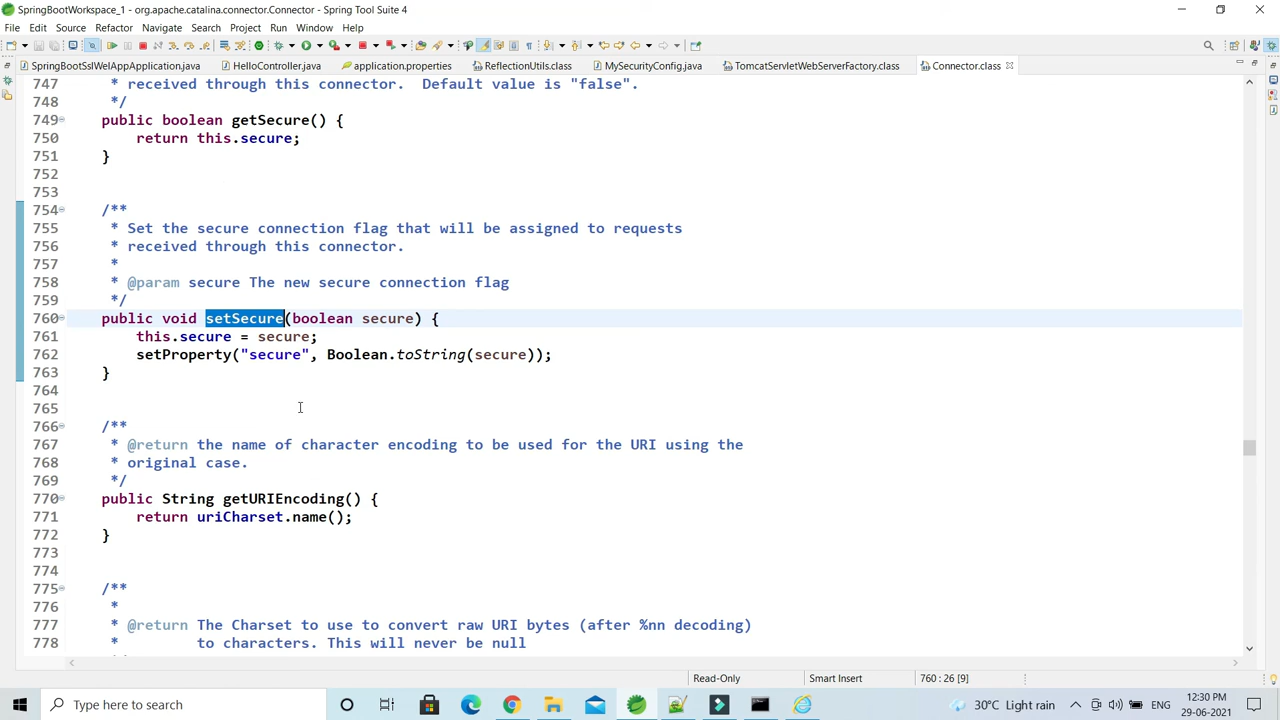 SpringBootWorkspace_1 - org.apache.catalina.connector.Connector - Spring Tool Suite 4
File Edit Source Refactor Navigate Search Project Run Window Help
SpringBootSslWelAppApplication.java HelloController.java application.properties ReflectionUtils.class MySecurityConfig.java TomcatServletWebServerFactory.class Connector.class
747 * received through this connector.  Default value is "false".
748 */
749 public boolean getSecure() {
750 return this.secure;
751 }
752
753
754 /**
755 * Set the secure connection flag that will be assigned to requests
756 * received through this connector.
757 *
758 * @param secure The new secure connection flag
759 */
760 public void setSecure(boolean secure) {
761 this.secure = secure;
762 setProperty("secure", Boolean.toString(secure));
763 }
764
765
766 /**
767 * @return the name of character encoding to be used for the URI using the
768 * original case.
769 */
770 public String getURIEncoding() {
771 return uriCharset.name();
772 }
773
774
775 /**
776 *
777 * @return The Charset to use to convert raw URI bytes (after %nn decoding)
778 * to characters. This will never be null
Read-Only Smart Insert 760 : 26 [9]
Type here to search 30°C Light rain ENG 12:30 PM 29-06-2021